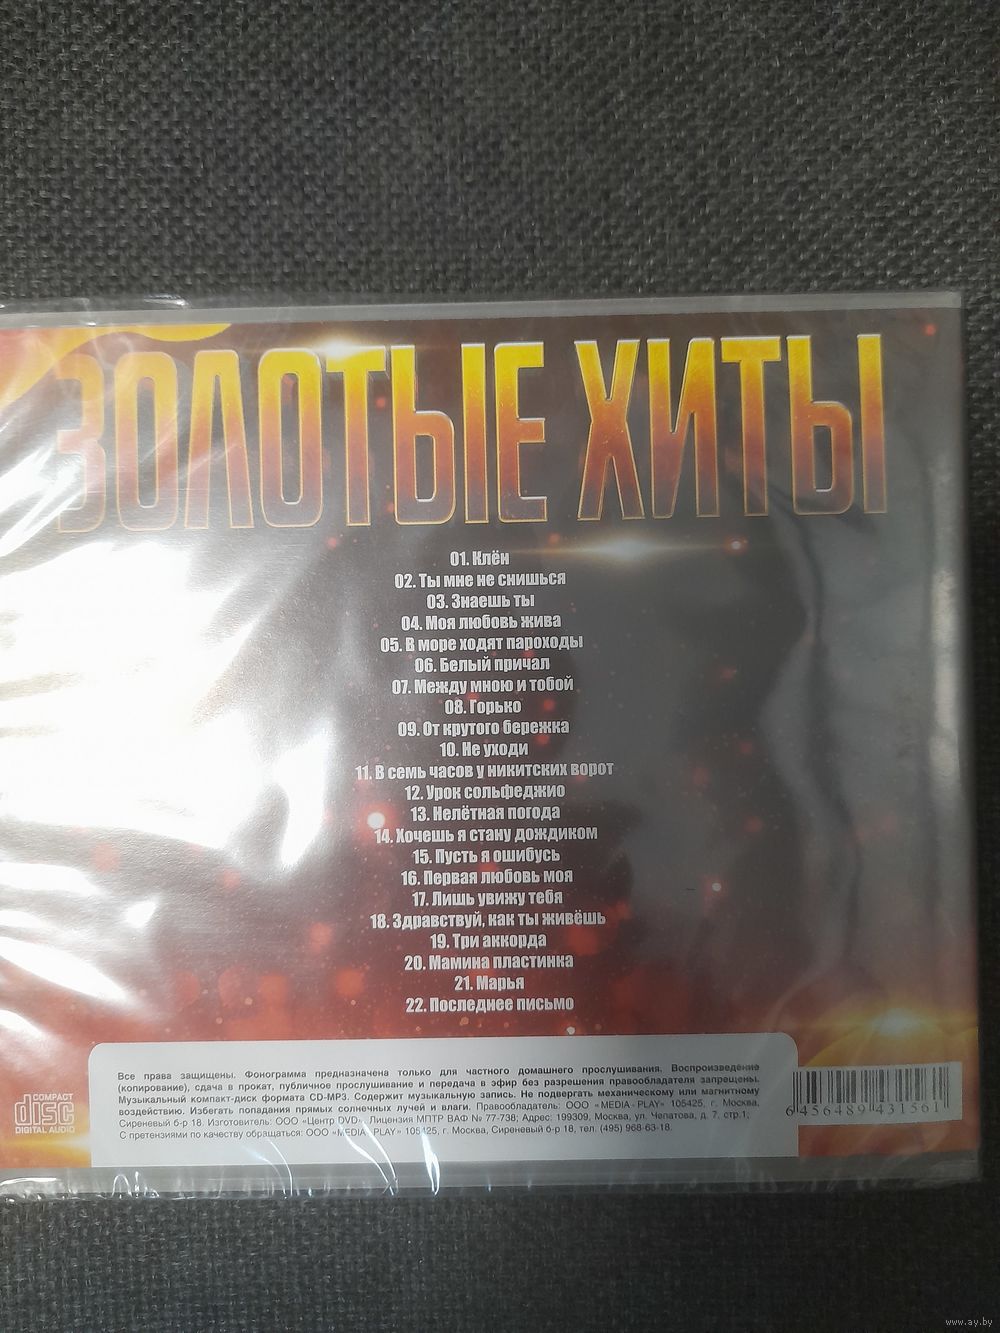 ЗОЛОТЫЕ ХИТЫ
01. Клён
02. Ты мне не снишься
03. Знаешь ты
04. Моя любовь жива
05. В море ходят пароходы
06. Белый причал
07. Между мною и тобой
08. Горько
09. От крутого бережка
10. Не уходи
11. В семь часов у никитских ворот
12. Урок сольфеджио
13. Нелётная погода
14. Хочешь я стану дождиком
15. Пусть я ошибусь
16. Первая любовь моя
17. Лишь увижу тебя
18. Здравствуй, как ты живёшь
19. Три аккорда
20. Мамина пластинка
21. Марья
22. Последнее письмо
Все права защищены. Фонограмма предназначена только для частного домашнего прослушивания. Воспроизведение
(копирование), сдача в прокат, публичное прослушивание и передача в эфир без разрешения правообладателя запрещены.
Музыкальный компакт-диск формата CD-MP3. Содержит музыкальную запись. Не подвергать механическому или магнитному
воздействию. Избегать попадания прямых солнечных лучей и влаги. Правообладатель: ООО «MEDIA - PLAY» 105425, г. Москва,
Сиреневый б-р 18. Изготовитель: ООО «Центр DVD». Лицензия МПТР ВАФ № 77-738; Адрес: 199309, Москва, ул. Чепатова, д. 7, стр.1;
С претензиями по качеству обращаться: ООО «MEDIA - PLAY» 105425, г. Москва, Сиреневый б-р 18, тел. (495) 968-63-18.
COMPACT
disc
DIGITAL AUDIO
6 456489 431561
www.ay.by